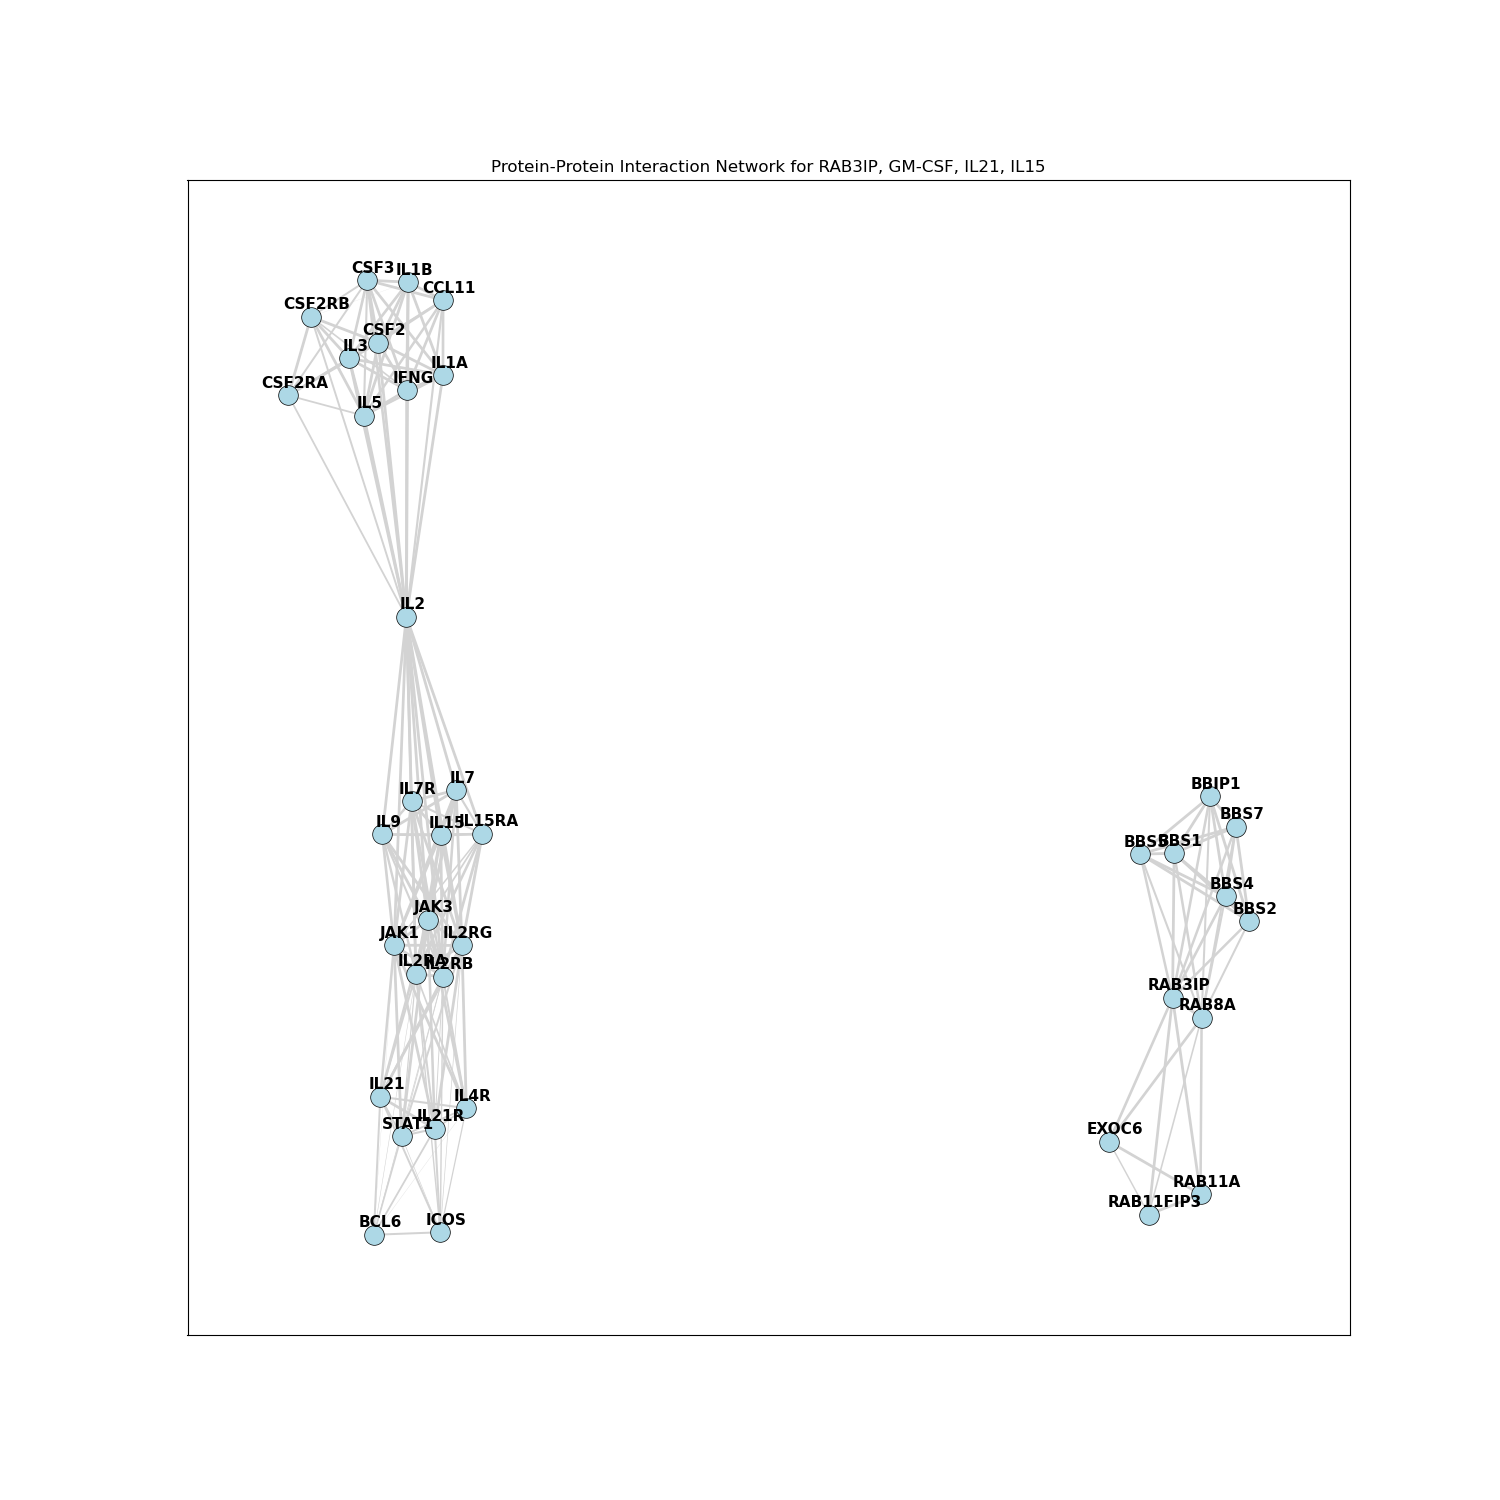 Protein-Protein Interaction Network for RAB3IP, GM-CSF, IL21, IL15
CSF3
IL1B
CCL11
CSF2RB
CSF2
IL3
IL1A
IFNG
CSF2RA
IL5
IL2
IL7
IL7R
IL9
IL15
IL15RA
JAK3
JAK1
IL2RG
IL2RA
IL2RB
IL21
IL4R
IL21R
STAT1
BCL6
ICOS
BBIP1
BBS7
BBS1
BBS4
BBS2
RAB3IP
RAB8A
EXOC6
RAB11A
RAB11FIP3